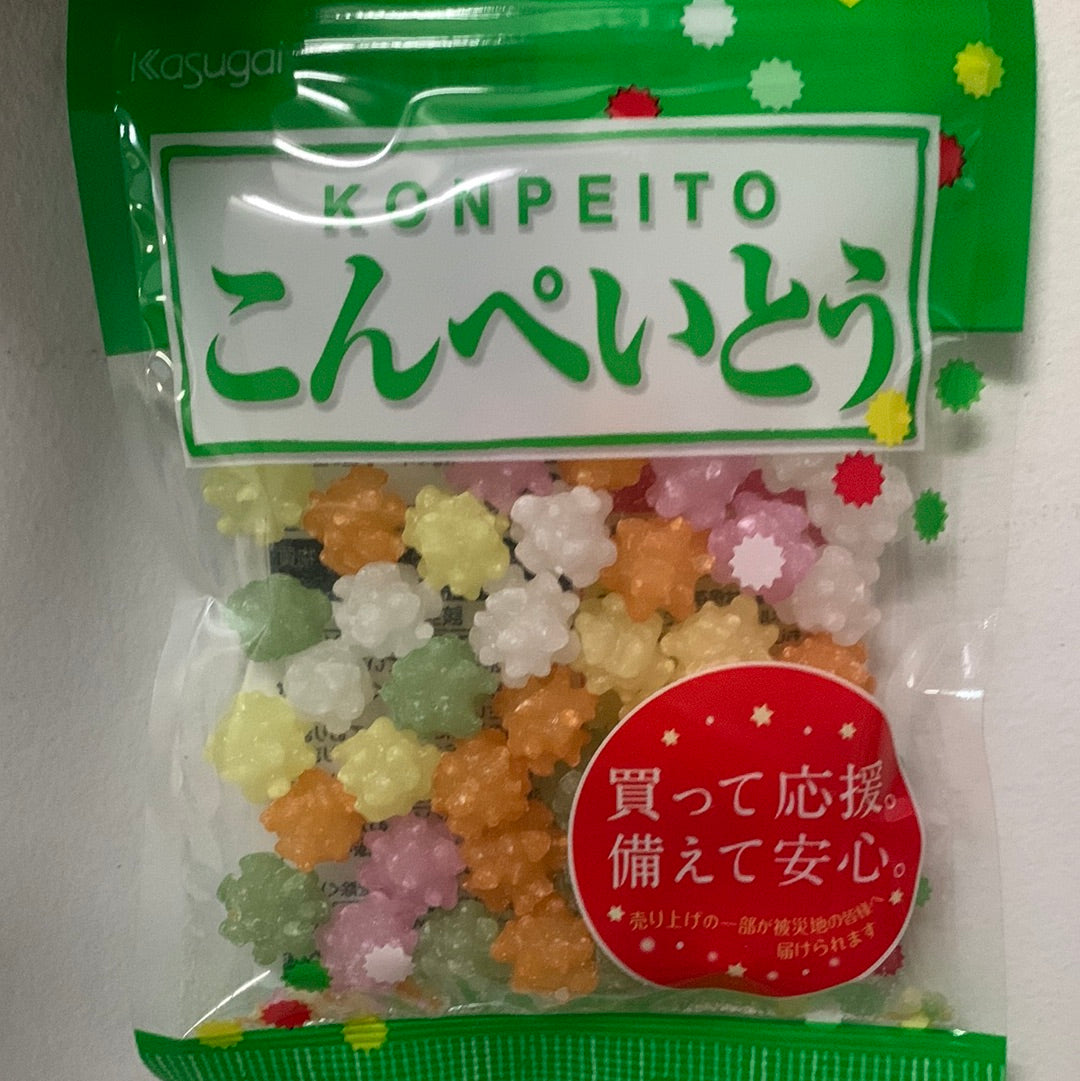 Kasugai
KONPEITO
こんぺいとう
買って応援。
備えて安心。
売り上げの一部が被災地の皆様へ
届けられます